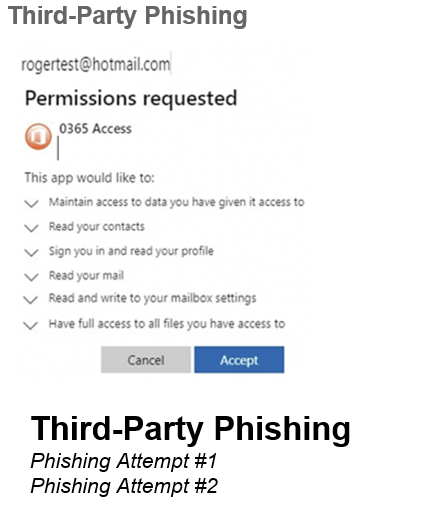 Third-Party Phishing
rogertest@hotmail.com
Permissions requested
0365 Access
This app would like to:
Maintain access to data you have given it access to
Read your contacts
Sign you in and read your profile
Read your mail
Read and write to your mailbox settings
Have full access to all files you have access to
Cancel Accept
Third-Party Phishing
Phishing Attempt #1
Phishing Attempt #2